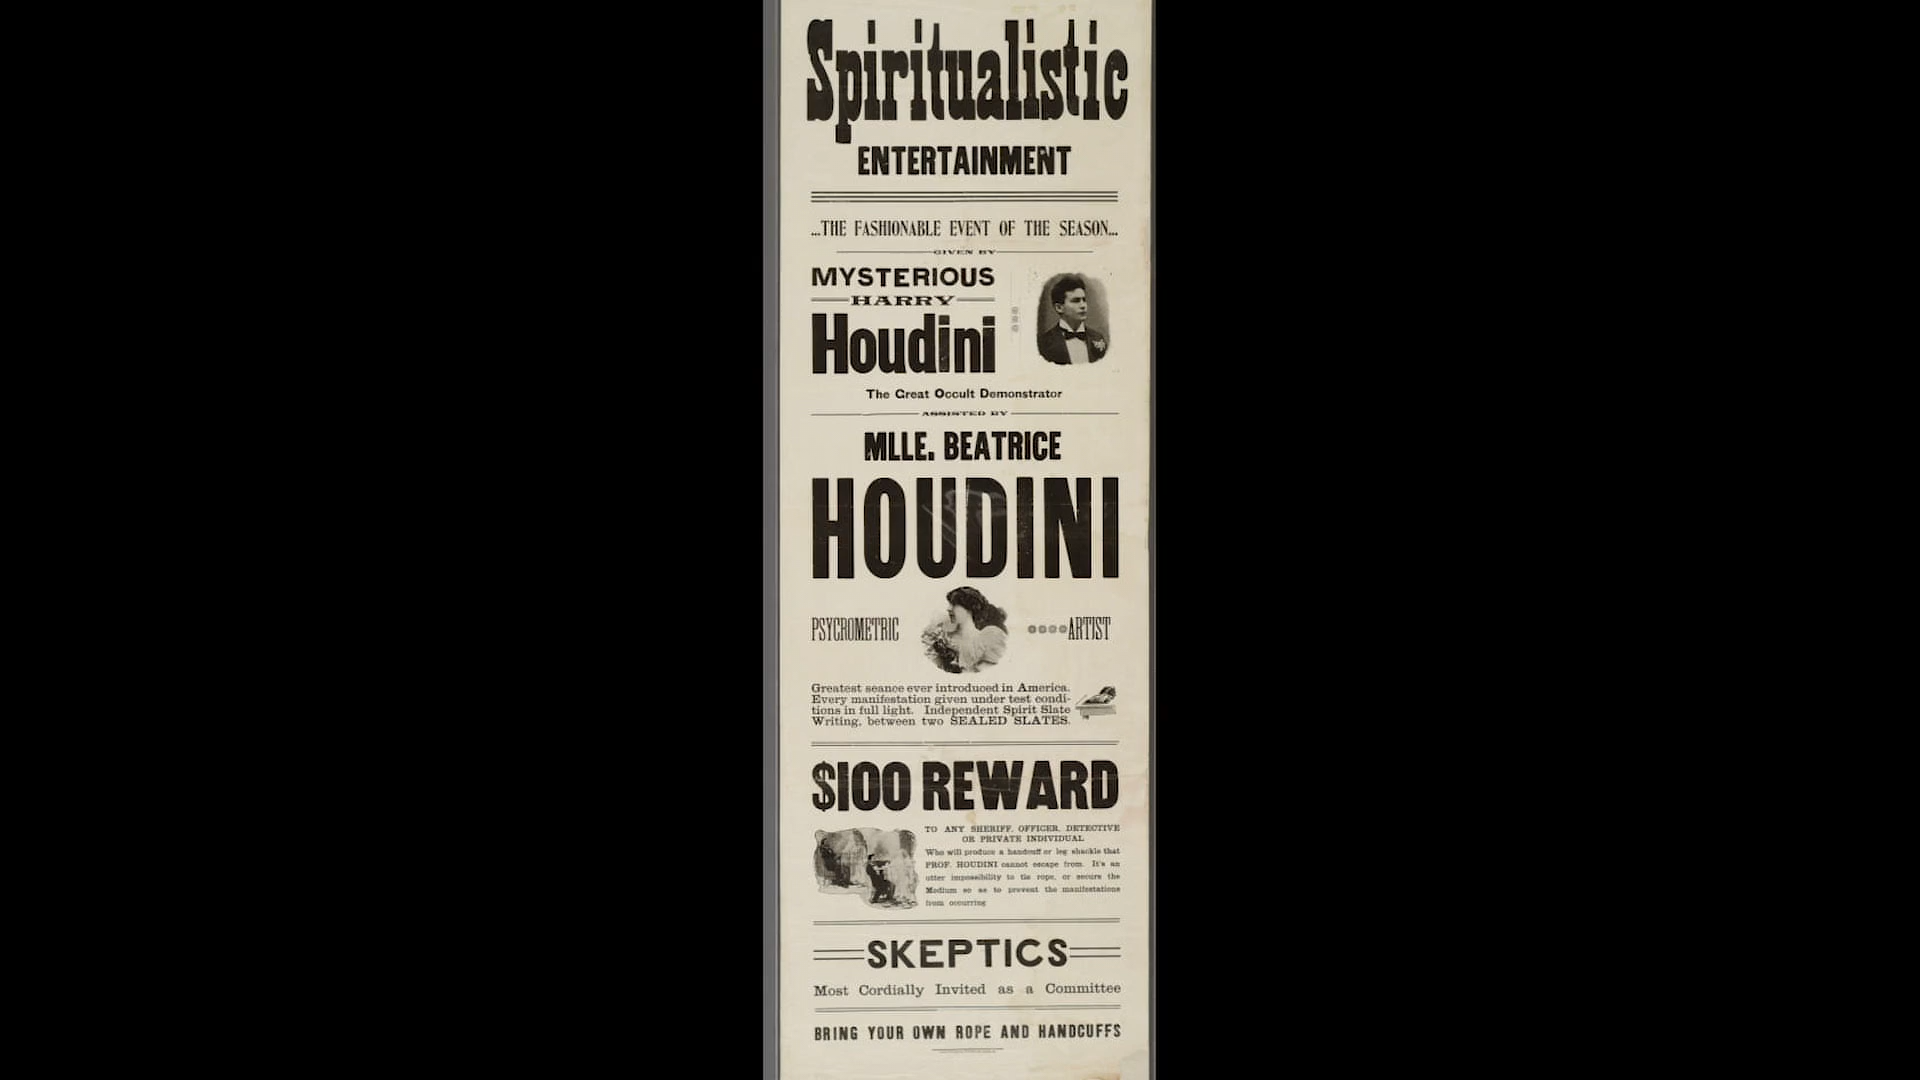 Spiritualistic
ENTERTAINMENT
...THE FASHIONABLE EVENT OF THE SEASON...
GIVEN BY
MYSTERIOUS
HARRY
Houdini
The Great Occult Demonstrator
ASSISTED BY
MLLE. BEATRICE
HOUDINI
PSYCROMETRIC ARTIST
Greatest seance ever introduced in America.
Every manifestation given under test condi-
tions in full light. Independent Spirit Slate
Writing, between two SEALED SLATES.
$100 REWARD
TO ANY SHERIFF, OFFICER, DETECTIVE
OR PRIVATE INDIVIDUAL
Who will produce a handcuff or leg shackle that
PROF. HOUDINI cannot escape from. It's an
utter impossibility to tie rope, or secure the
Medium so as to prevent the manifestations
from occurring
SKEPTICS
Most Cordially Invited as a Committee
BRING YOUR OWN ROPE AND HANDCUFFS